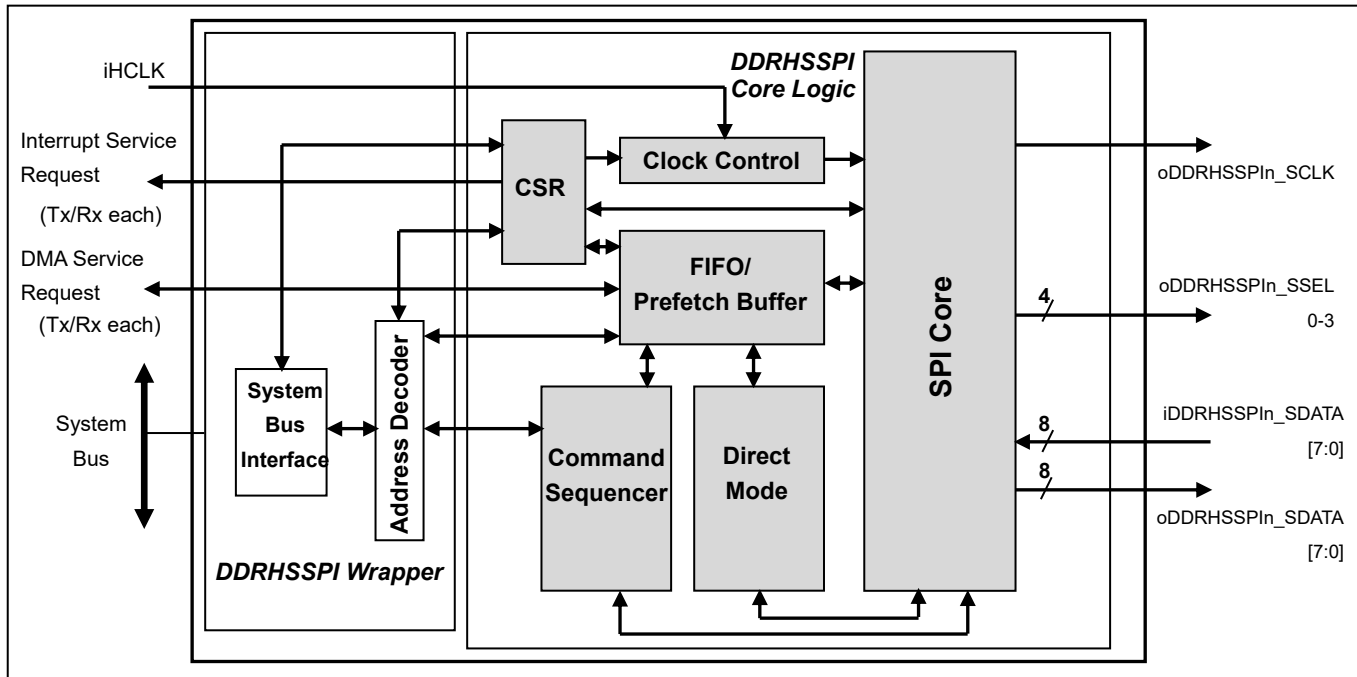 iHCLK
Interrupt Service
Request
(Tx/Rx each)
DMA Service
Request
(Tx/Rx each)
System
Bus
System
Bus
Interface
Address Decoder
DDRHSSPI Wrapper
DDRHSSPI
Core Logic
CSR
Clock Control
FIFO/
Prefetch Buffer
Command
Sequencer
Direct
Mode
SPI Core
oDDRHSSPIn_SCLK
4
oDDRHSSPIn_SSEL
0-3
8
iDDRHSSPIn_SDATA
[7:0]
8
oDDRHSSPIn_SDATA
[7:0]